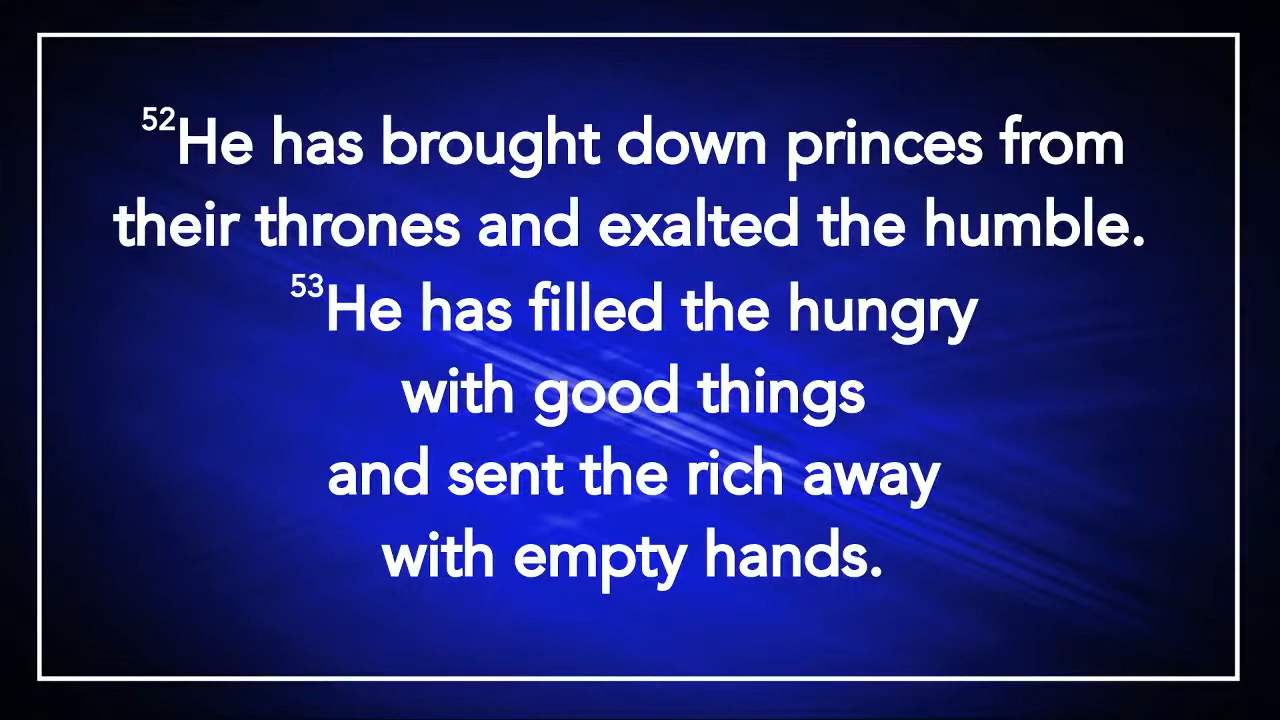 52He has brought down princes from
their thrones and exalted the humble.
53He has filled the hungry
with good things
and sent the rich away
with empty hands.